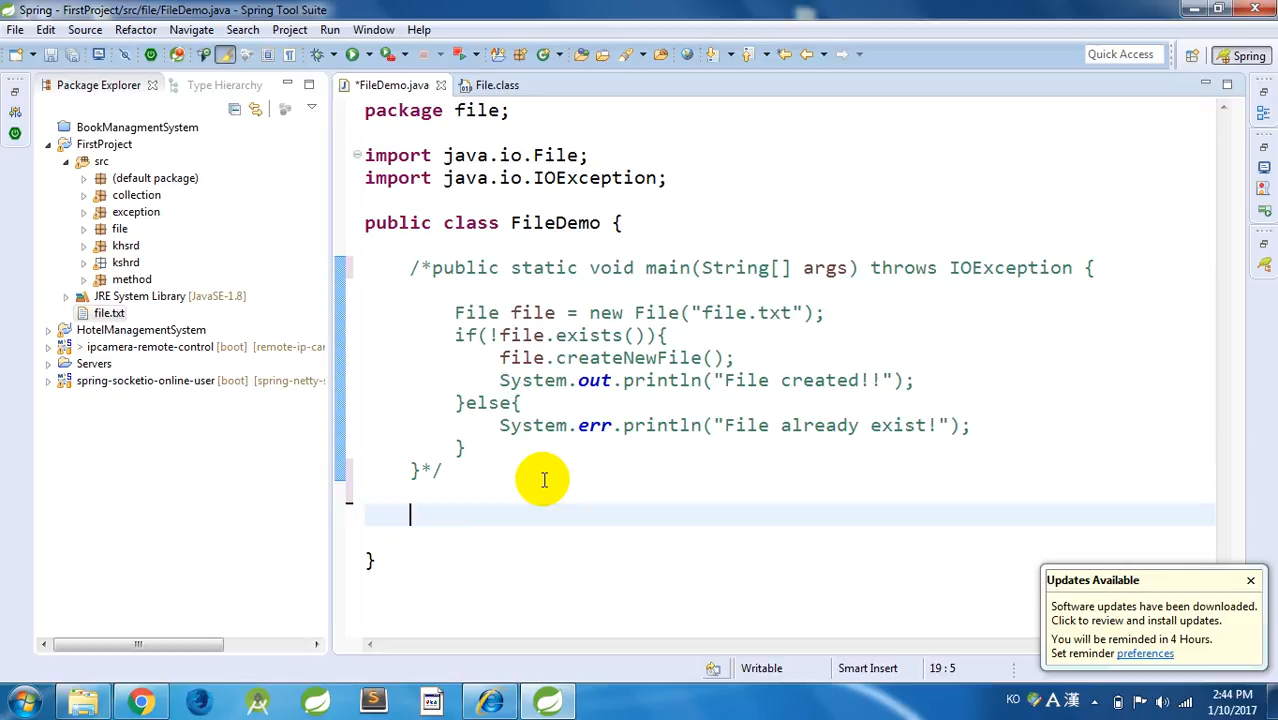 Spring - FirstProject/src/file/FileDemo.java - Spring Tool Suite
File Edit Source Refactor Navigate Search Project Run Window Help
Quick Access
Spring
Package Explorer
Type Hierarchy
*FileDemo.java
File.class
BookManagmentSystem
FirstProject
src
(default package)
collection
exception
file
khsrd
kshrd
method
JRE System Library [JavaSE-1.8]
file.txt
HotelManagementSystem
> ipcamera-remote-control [boot] [remote-ip-car
Servers
spring-socketio-online-user [boot] [spring-netty-s
package file;
import java.io.File;
import java.io.IOException;
public class FileDemo {
/*public static void main(String[] args) throws IOException {
File file = new File("file.txt");
if(!file.exists()){
file.createNewFile();
System.out.println("File created!!");
}else{
System.err.println("File already exist!");
}
}*/
}
Updates Available
Software updates have been downloaded.
Click to review and install updates.
You will be reminded in 4 Hours.
Set reminder preferences
Writable
Smart Insert
19 : 5
KO
A 漢
2:44 PM
1/10/2017